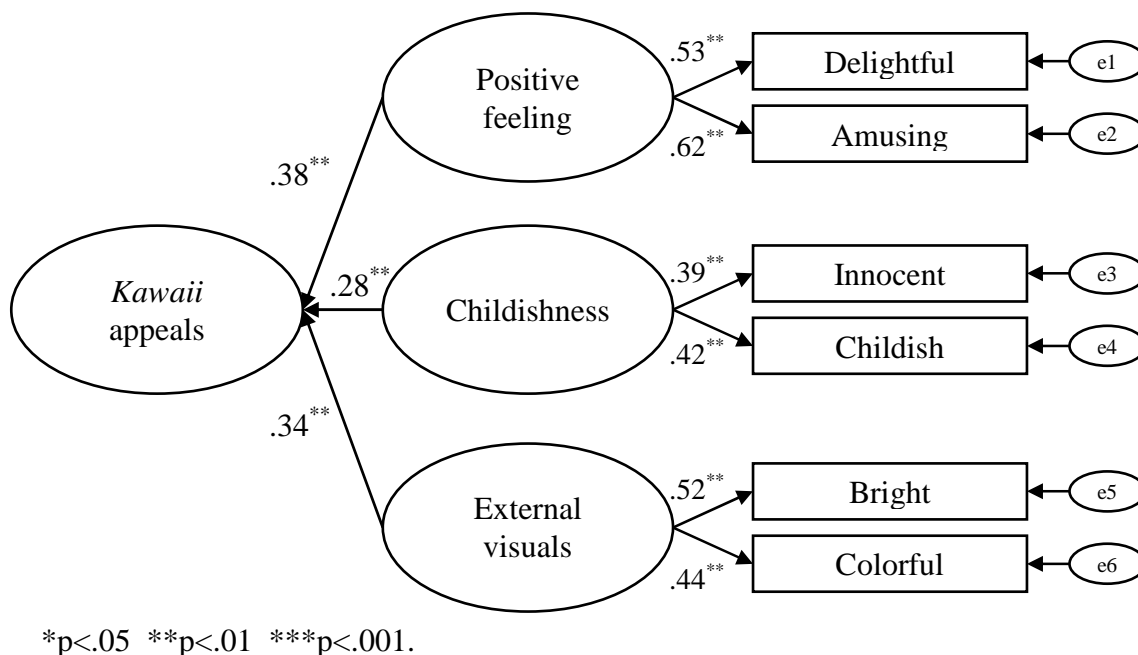 .53**
Delightful
e1
Positive
feeling
.62**
Amusing
e2
.38**
Kawaii
appeals
.28**
Childishness
.39**
Innocent
e3
.42**
Childish
e4
.34**
External
visuals
.52**
Bright
e5
.44**
Colorful
e6
*p<.05 **p<.01 ***p<.001.